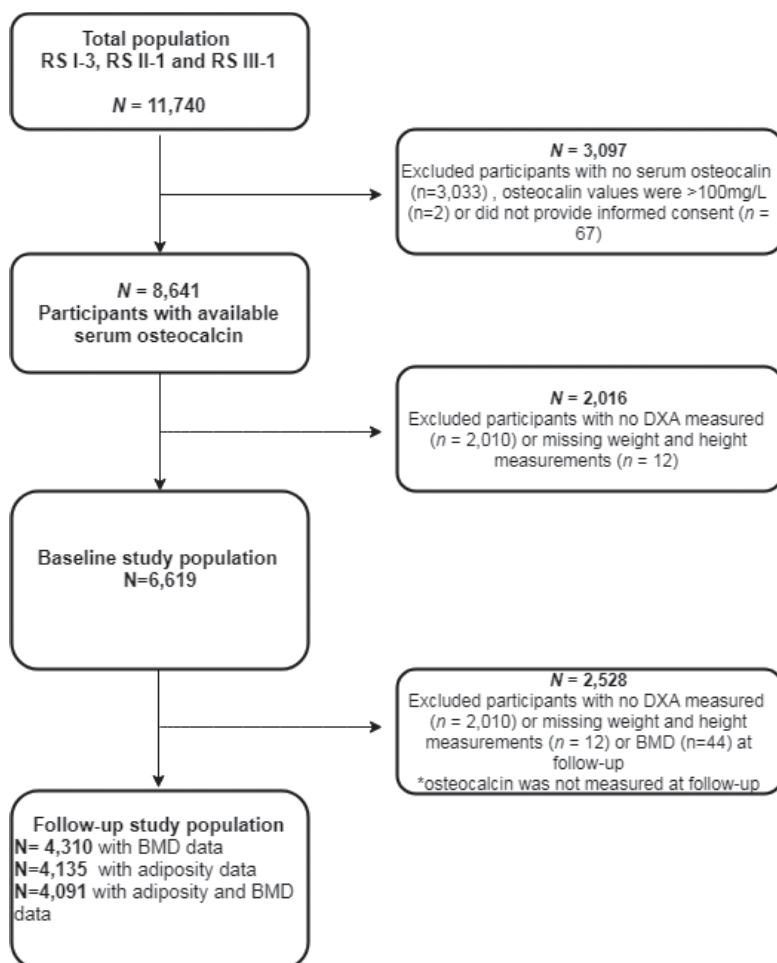 Total population
RS I-3, RS II-1 and RS III-1
N = 11,740
N = 3,097
Excluded participants with no serum osteocalin
(n=3,033) , osteocalin values were >100mg/L
(n=2) or did not provide informed consent (n =
67)
N = 8,641
Participants with available
serum osteocalcin
N = 2,016
Excluded participants with no DXA measured
(n = 2,010) or missing weight and height
measurements (n = 12)
Baseline study population
N=6,619
N = 2,528
Excluded participants with no DXA measured
(n = 2,010) or missing weight and height
measurements (n = 12) or BMD (n=44) at
follow-up
*osteocalcin was not measured at follow-up
Follow-up study population
N= 4,310 with BMD data
N=4,135 with adiposity data
N=4,091 with adiposity and BMD
data